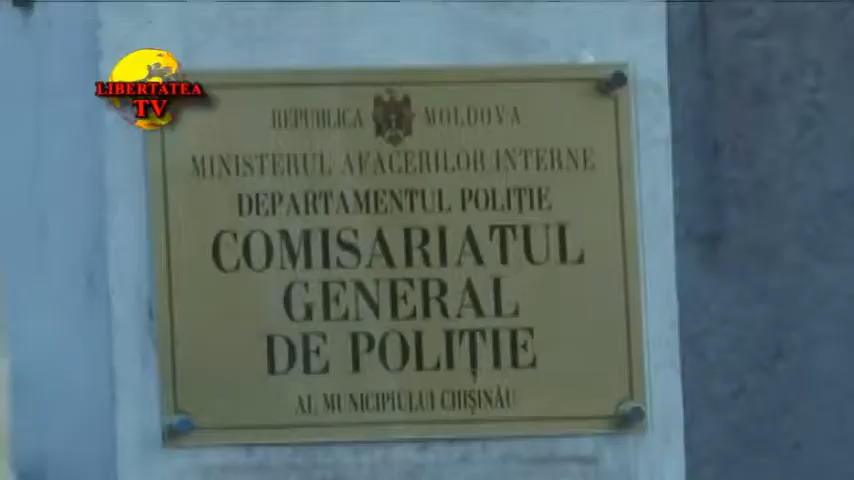 LIBERTATEA
TV
REPUBLICA MOLDOVA
MINISTERUL AFACERILOR INTERNE
DEPARTAMENTUL POLIȚIE
COMISARIATUL
GENERAL
DE POLIȚIE
AL MUNICIPIULUI CHIȘINĂU